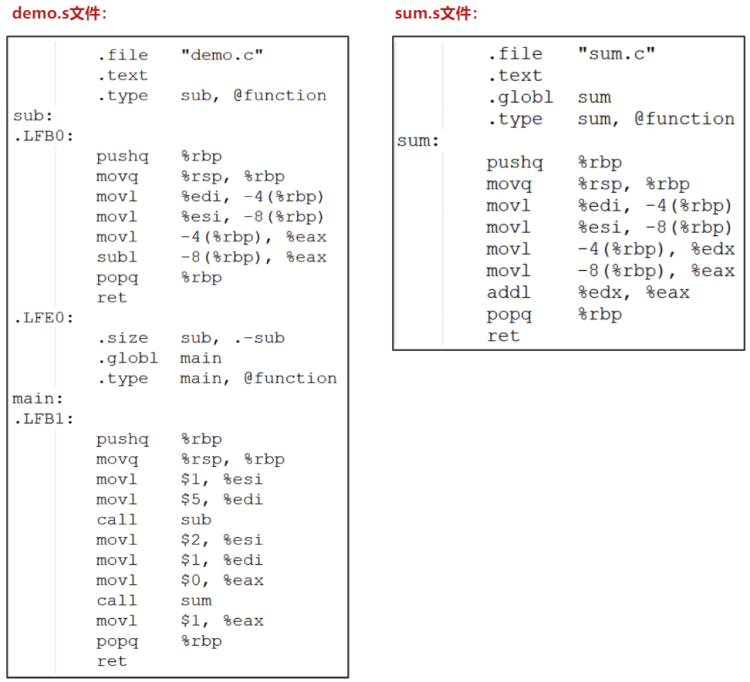 demo.s文件：
.file "demo.c"
.text
.type sub, @function
sub:
.LFB0:
pushq %rbp
movq %rsp, %rbp
movl %edi, -4(%rbp)
movl %esi, -8(%rbp)
movl -4(%rbp), %eax
subl -8(%rbp), %eax
popq %rbp
ret
.LFE0:
.size sub, .-sub
.globl main
.type main, @function
main:
.LFB1:
pushq %rbp
movq %rsp, %rbp
movl $1, %esi
movl $5, %edi
call sub
movl $2, %esi
movl $1, %edi
movl $0, %eax
call sum
movl $1, %eax
popq %rbp
ret
sum.s文件：
.file "sum.c"
.text
.globl sum
.type sum, @function
sum:
pushq %rbp
movq %rsp, %rbp
movl %edi, -4(%rbp)
movl %esi, -8(%rbp)
movl -4(%rbp), %edx
movl -8(%rbp), %eax
addl %edx, %eax
popq %rbp
ret